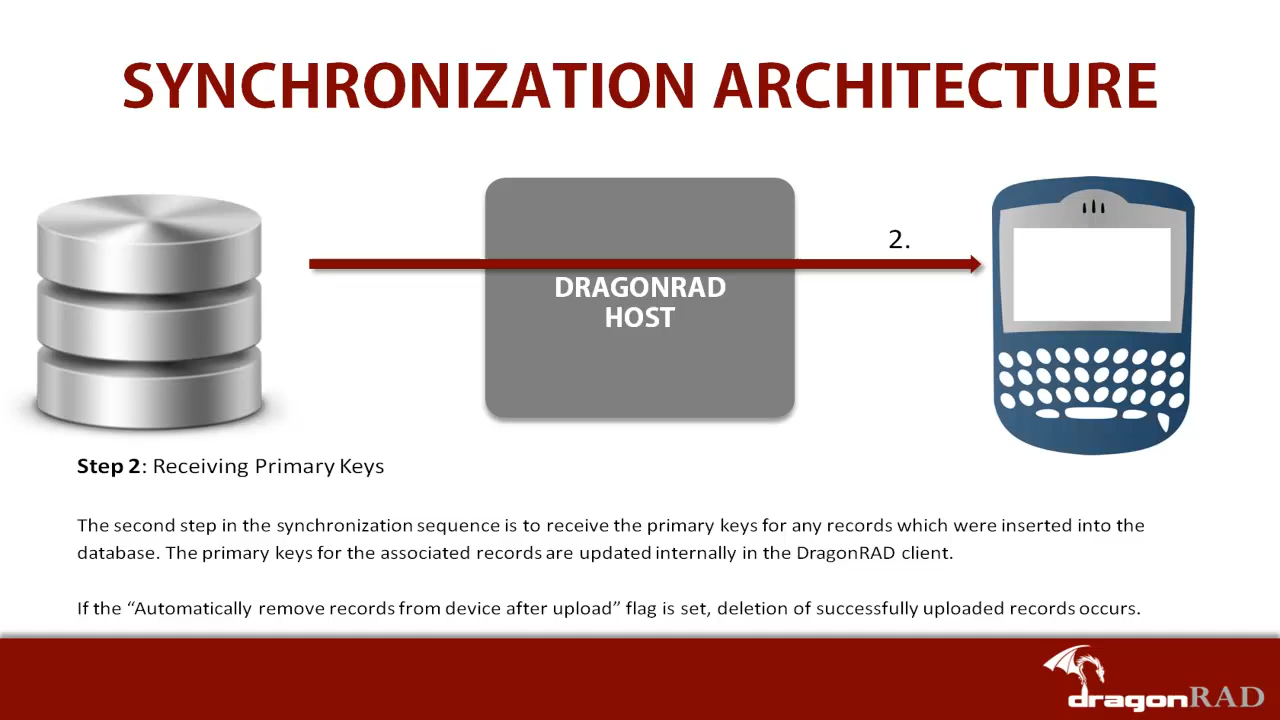 SYNCHRONIZATION ARCHITECTURE
2.
DRAGONRAD
HOST
Step 2: Receiving Primary Keys
The second step in the synchronization sequence is to receive the primary keys for any records which were inserted into the
database. The primary keys for the associated records are updated internally in the DragonRAD client.
If the “Automatically remove records from device after upload” flag is set, deletion of successfully uploaded records occurs.
dragonRAD